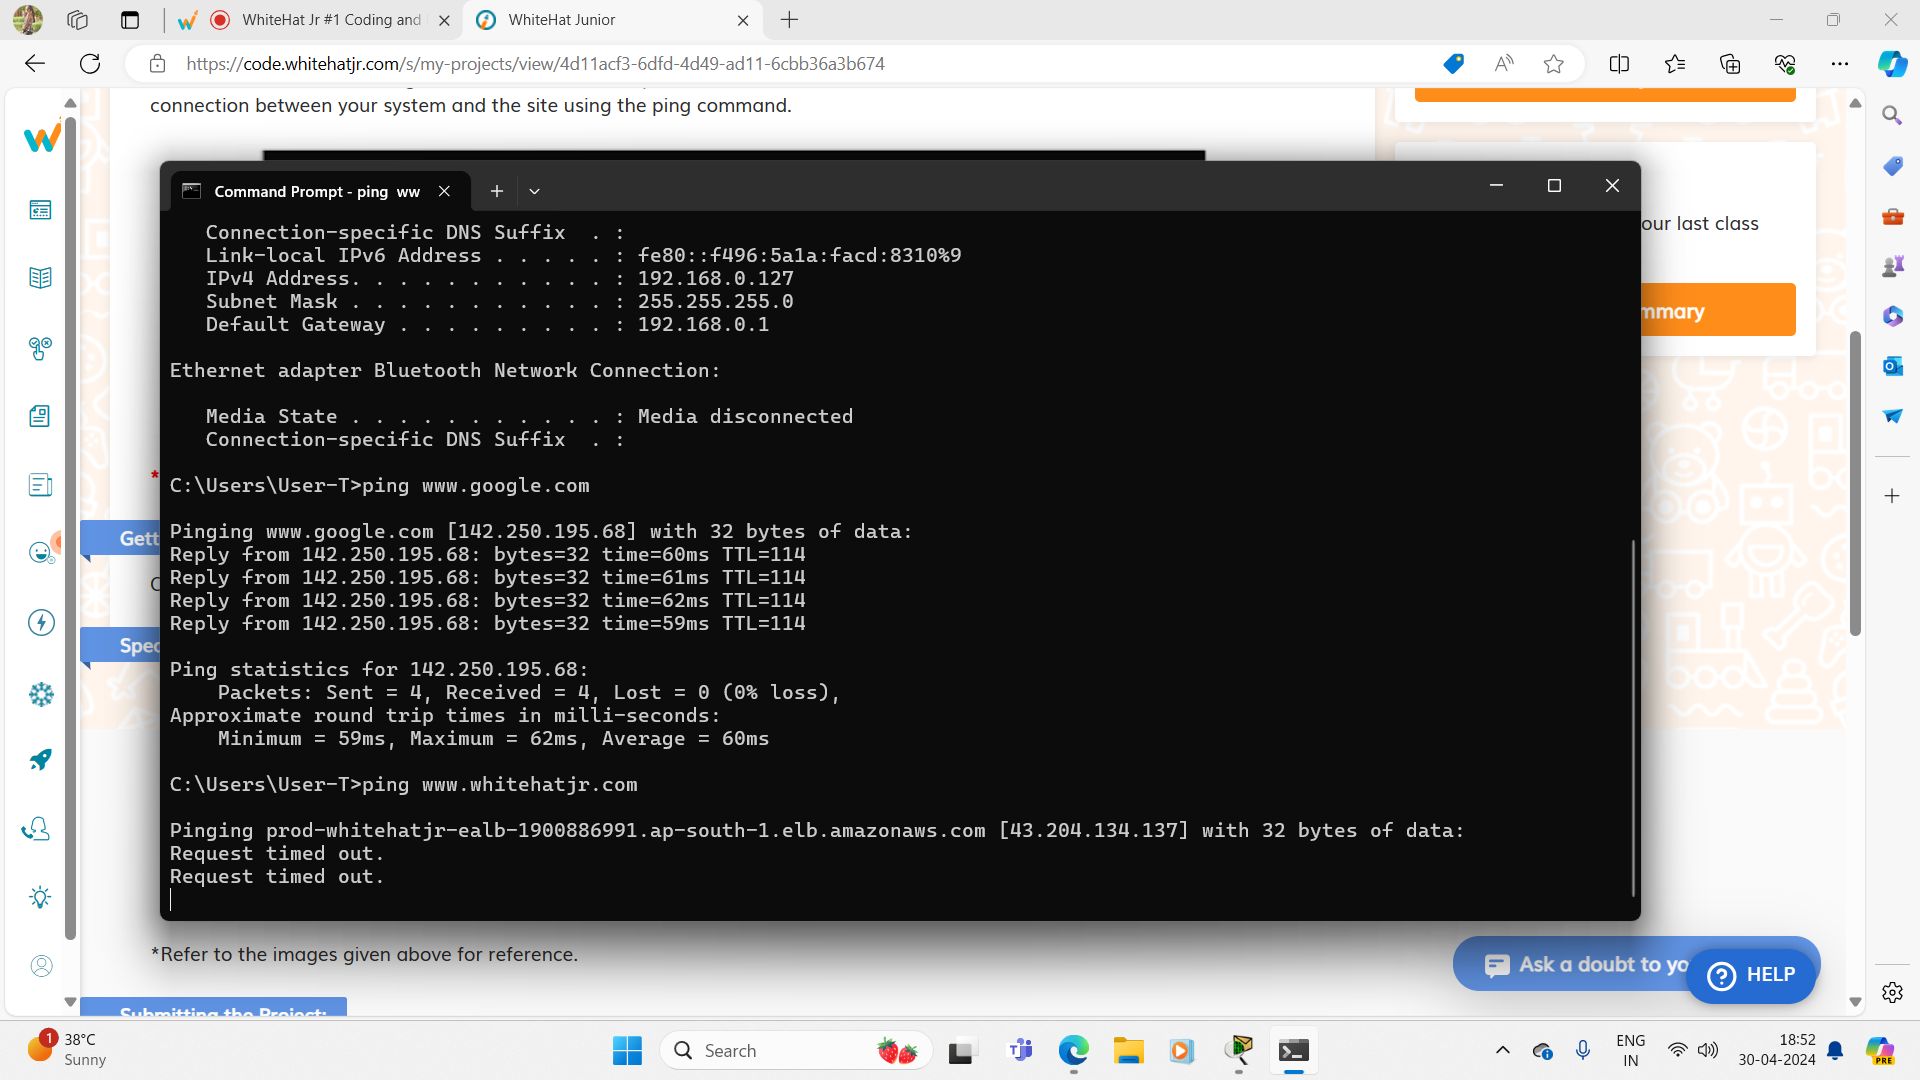 WhiteHat Jr #1 Coding and
WhiteHat Junior
https://code.whitehatjr.com/s/my-projects/view/4d11acf3-6dfd-4d49-ad11-6cbb36a3b674
connection between your system and the site using the ping command.
Command Prompt - ping ww
Connection-specific DNS Suffix . :
Link-local IPv6 Address . . . . . : fe80::f496:5a1a:facd:8310%9
IPv4 Address. . . . . . . . . . . : 192.168.0.127
Subnet Mask . . . . . . . . . . . : 255.255.255.0
Default Gateway . . . . . . . . . : 192.168.0.1
Ethernet adapter Bluetooth Network Connection:
Media State . . . . . . . . . . . : Media disconnected
Connection-specific DNS Suffix . :
C:\Users\User-T>ping www.google.com
Pinging www.google.com [142.250.195.68] with 32 bytes of data:
Reply from 142.250.195.68: bytes=32 time=60ms TTL=114
Reply from 142.250.195.68: bytes=32 time=61ms TTL=114
Reply from 142.250.195.68: bytes=32 time=62ms TTL=114
Reply from 142.250.195.68: bytes=32 time=59ms TTL=114
Ping statistics for 142.250.195.68:
Packets: Sent = 4, Received = 4, Lost = 0 (0% loss),
Approximate round trip times in milli-seconds:
Minimum = 59ms, Maximum = 62ms, Average = 60ms
C:\Users\User-T>ping www.whitehatjr.com
Pinging prod-whitehatjr-ealb-1900886991.ap-south-1.elb.amazonaws.com [43.204.134.137] with 32 bytes of data:
Request timed out.
Request timed out.
our last class
mmary
*
Gett
Spec
*Refer to the images given above for reference.
Submitting the Project:
Ask a doubt to yo
HELP
1
38°C
Sunny
Search
ENG
IN
18:52
30-04-2024
PRE